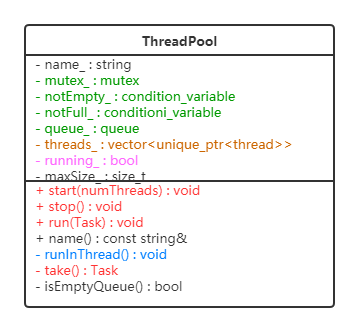 ThreadPool
- name_ : string
- mutex_ : mutex
- notEmpty_ : condition_variable
- notFull_ : conditioni_variable
- queue_ : queue
- threads_ : vector<unique_ptr<thread>>
- running_ : bool
- maxSize_ : size_t
+ start(numThreads) : void
+ stop() : void
+ run(Task) : void
+ name() : const string&
- runInThread() : void
- take() : Task
- isEmptyQueue() : bool